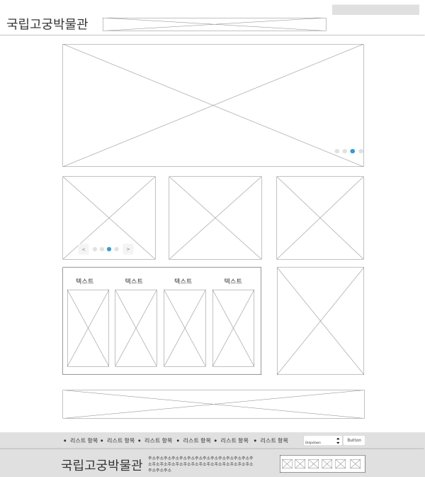 국립고궁박물관
< >
텍스트 텍스트 텍스트 텍스트
• 리스트 항목 • 리스트 항목 • 리스트 항목 • 리스트 항목 • 리스트 항목 • 리스트 항목 Button
국립고궁박물관